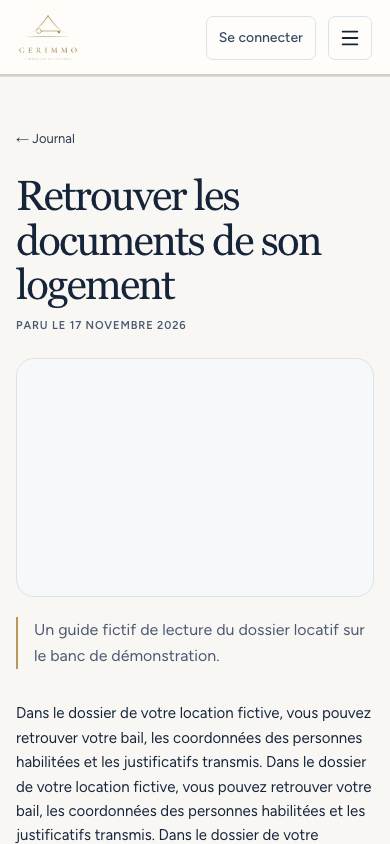 GERIMMO
Se connecter
← Journal
Retrouver les
documents de son
logement
PARU LE 17 NOVEMBRE 2026
Un guide fictif de lecture du dossier locatif sur
le banc de démonstration.
Dans le dossier de votre location fictive, vous pouvez
retrouver votre bail, les coordonnées des personnes
habilitées et les justificatifs transmis. Dans le dossier
de votre location fictive, vous pouvez retrouver votre
bail, les coordonnées des personnes habilitées et les
justificatifs transmis. Dans le dossier de votre